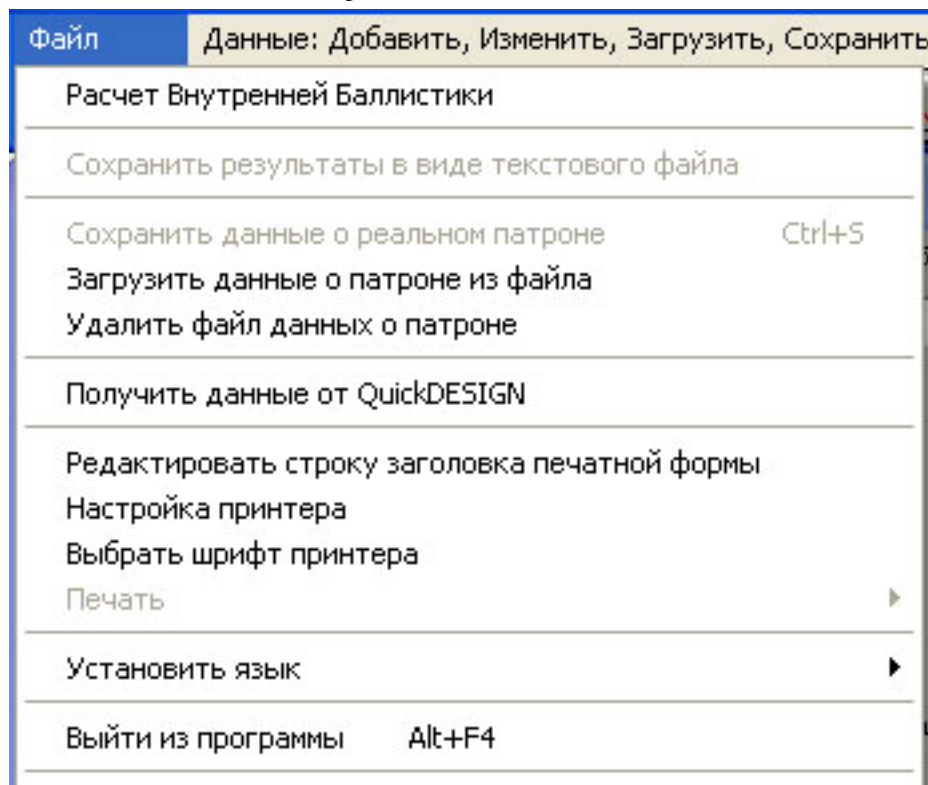 Файл Данные: Добавить, Изменить, Загрузить, Сохранить
Расчет Внутренней Баллистики
Сохранить результаты в виде текстового файла
Сохранить данные о реальном патроне Ctrl+S
Загрузить данные о патроне из файла
Удалить файл данных о патроне
Получить данные от QuickDESIGN
Редактировать строку заголовка печатной формы
Настройка принтера
Выбрать шрифт принтера
Печать
Установить язык
Выйти из программы Alt+F4